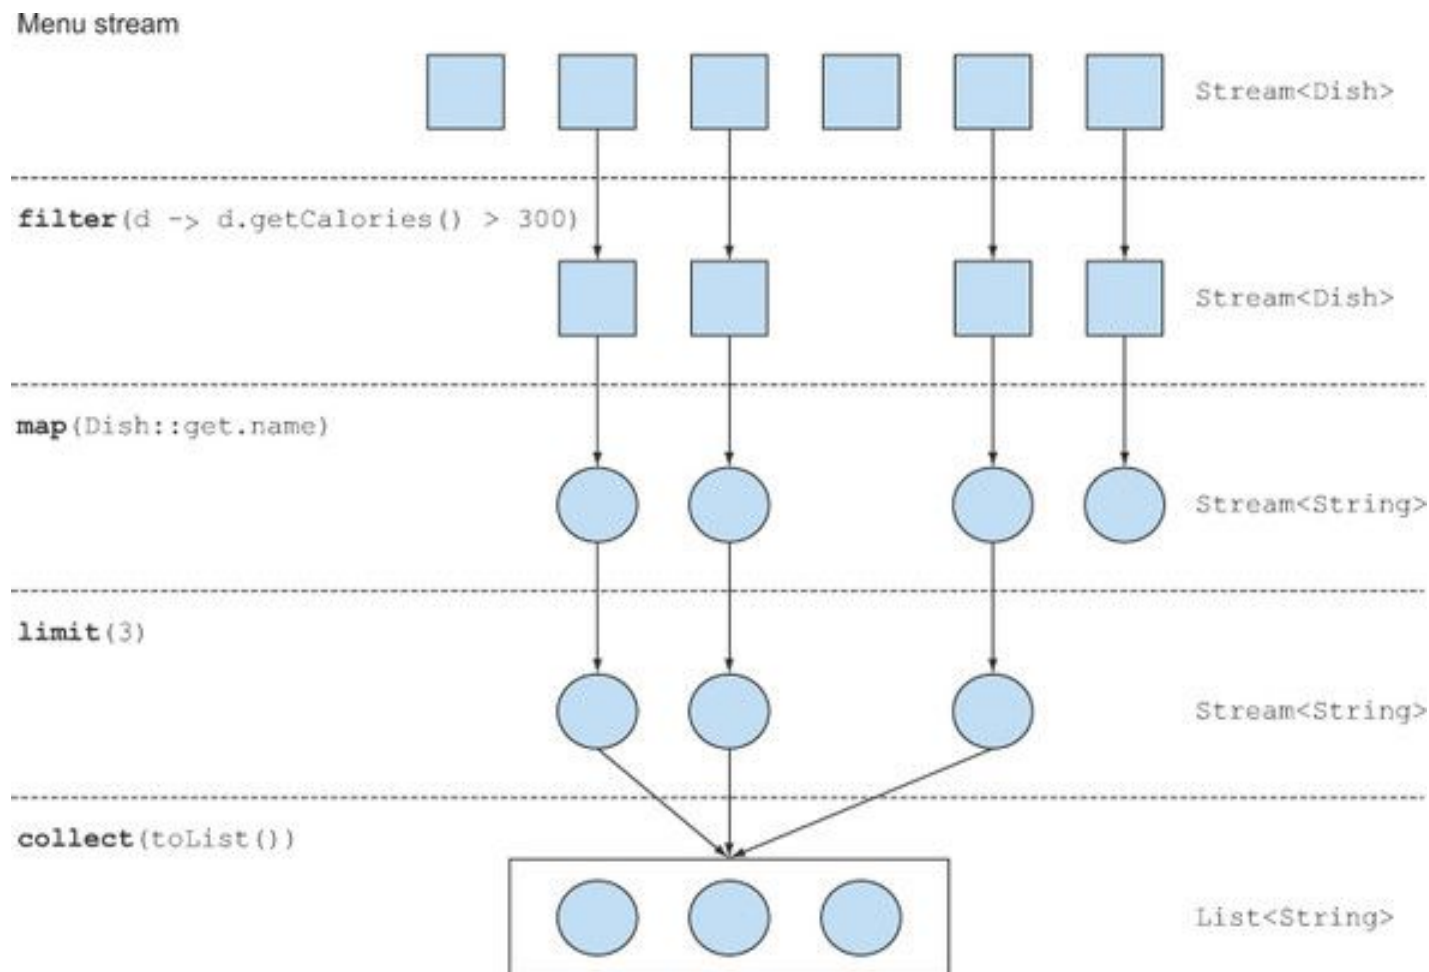 Menu stream
Stream<Dish>
filter(d -> d.getCalories() > 300)
Stream<Dish>
map(Dish::get.name)
Stream<String>
limit(3)
Stream<String>
collect(toList())
List<String>